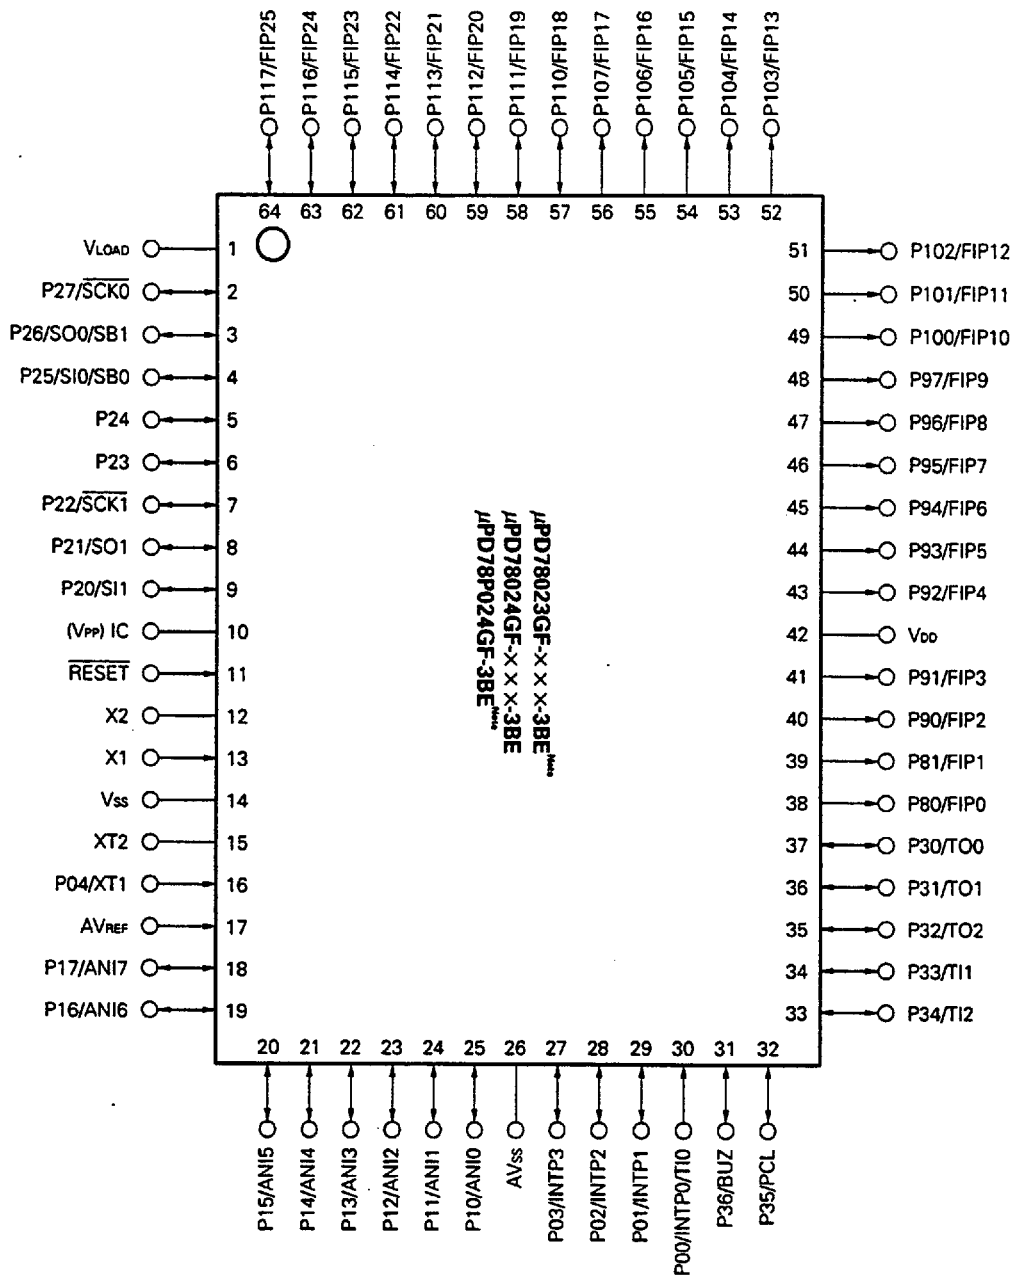 P117/FIP25
P116/FIP24
P115/FIP23
P114/FIP22
P113/FIP21
P112/FIP20
P111/FIP19
P110/FIP18
P107/FIP17
P106/FIP16
P105/FIP15
P104/FIP14
P103/FIP13
64 63 62 61 60 59 58 57 56 55 54 53 52
VLOAD 1
P27/SCK0 2
P26/SO0/SB1 3
P25/SI0/SB0 4
P24 5
P23 6
P22/SCK1 7
P21/SO1 8
P20/SI1 9
(VPP) IC 10
RESET 11
X2 12
X1 13
VSS 14
XT2 15
P04/XT1 16
AVREF 17
P17/ANI7 18
P16/ANI6 19
µPD78023GF-×××-3BE Note
µPD78024GF-×××-3BE
µPD78P024GF-3BE Note
51 P102/FIP12
50 P101/FIP11
49 P100/FIP10
48 P97/FIP9
47 P96/FIP8
46 P95/FIP7
45 P94/FIP6
44 P93/FIP5
43 P92/FIP4
42 VDD
41 P91/FIP3
40 P90/FIP2
39 P81/FIP1
38 P80/FIP0
37 P30/TO0
36 P31/TO1
35 P32/TO2
34 P33/TI1
33 P34/TI2
20 21 22 23 24 25 26 27 28 29 30 31 32
P15/ANI5
P14/ANI4
P13/ANI3
P12/ANI2
P11/ANI1
P10/ANI0
AVSS
P03/INTP3
P02/INTP2
P01/INTP1
P00/INTP0/TI0
P36/BUZ
P35/PCL